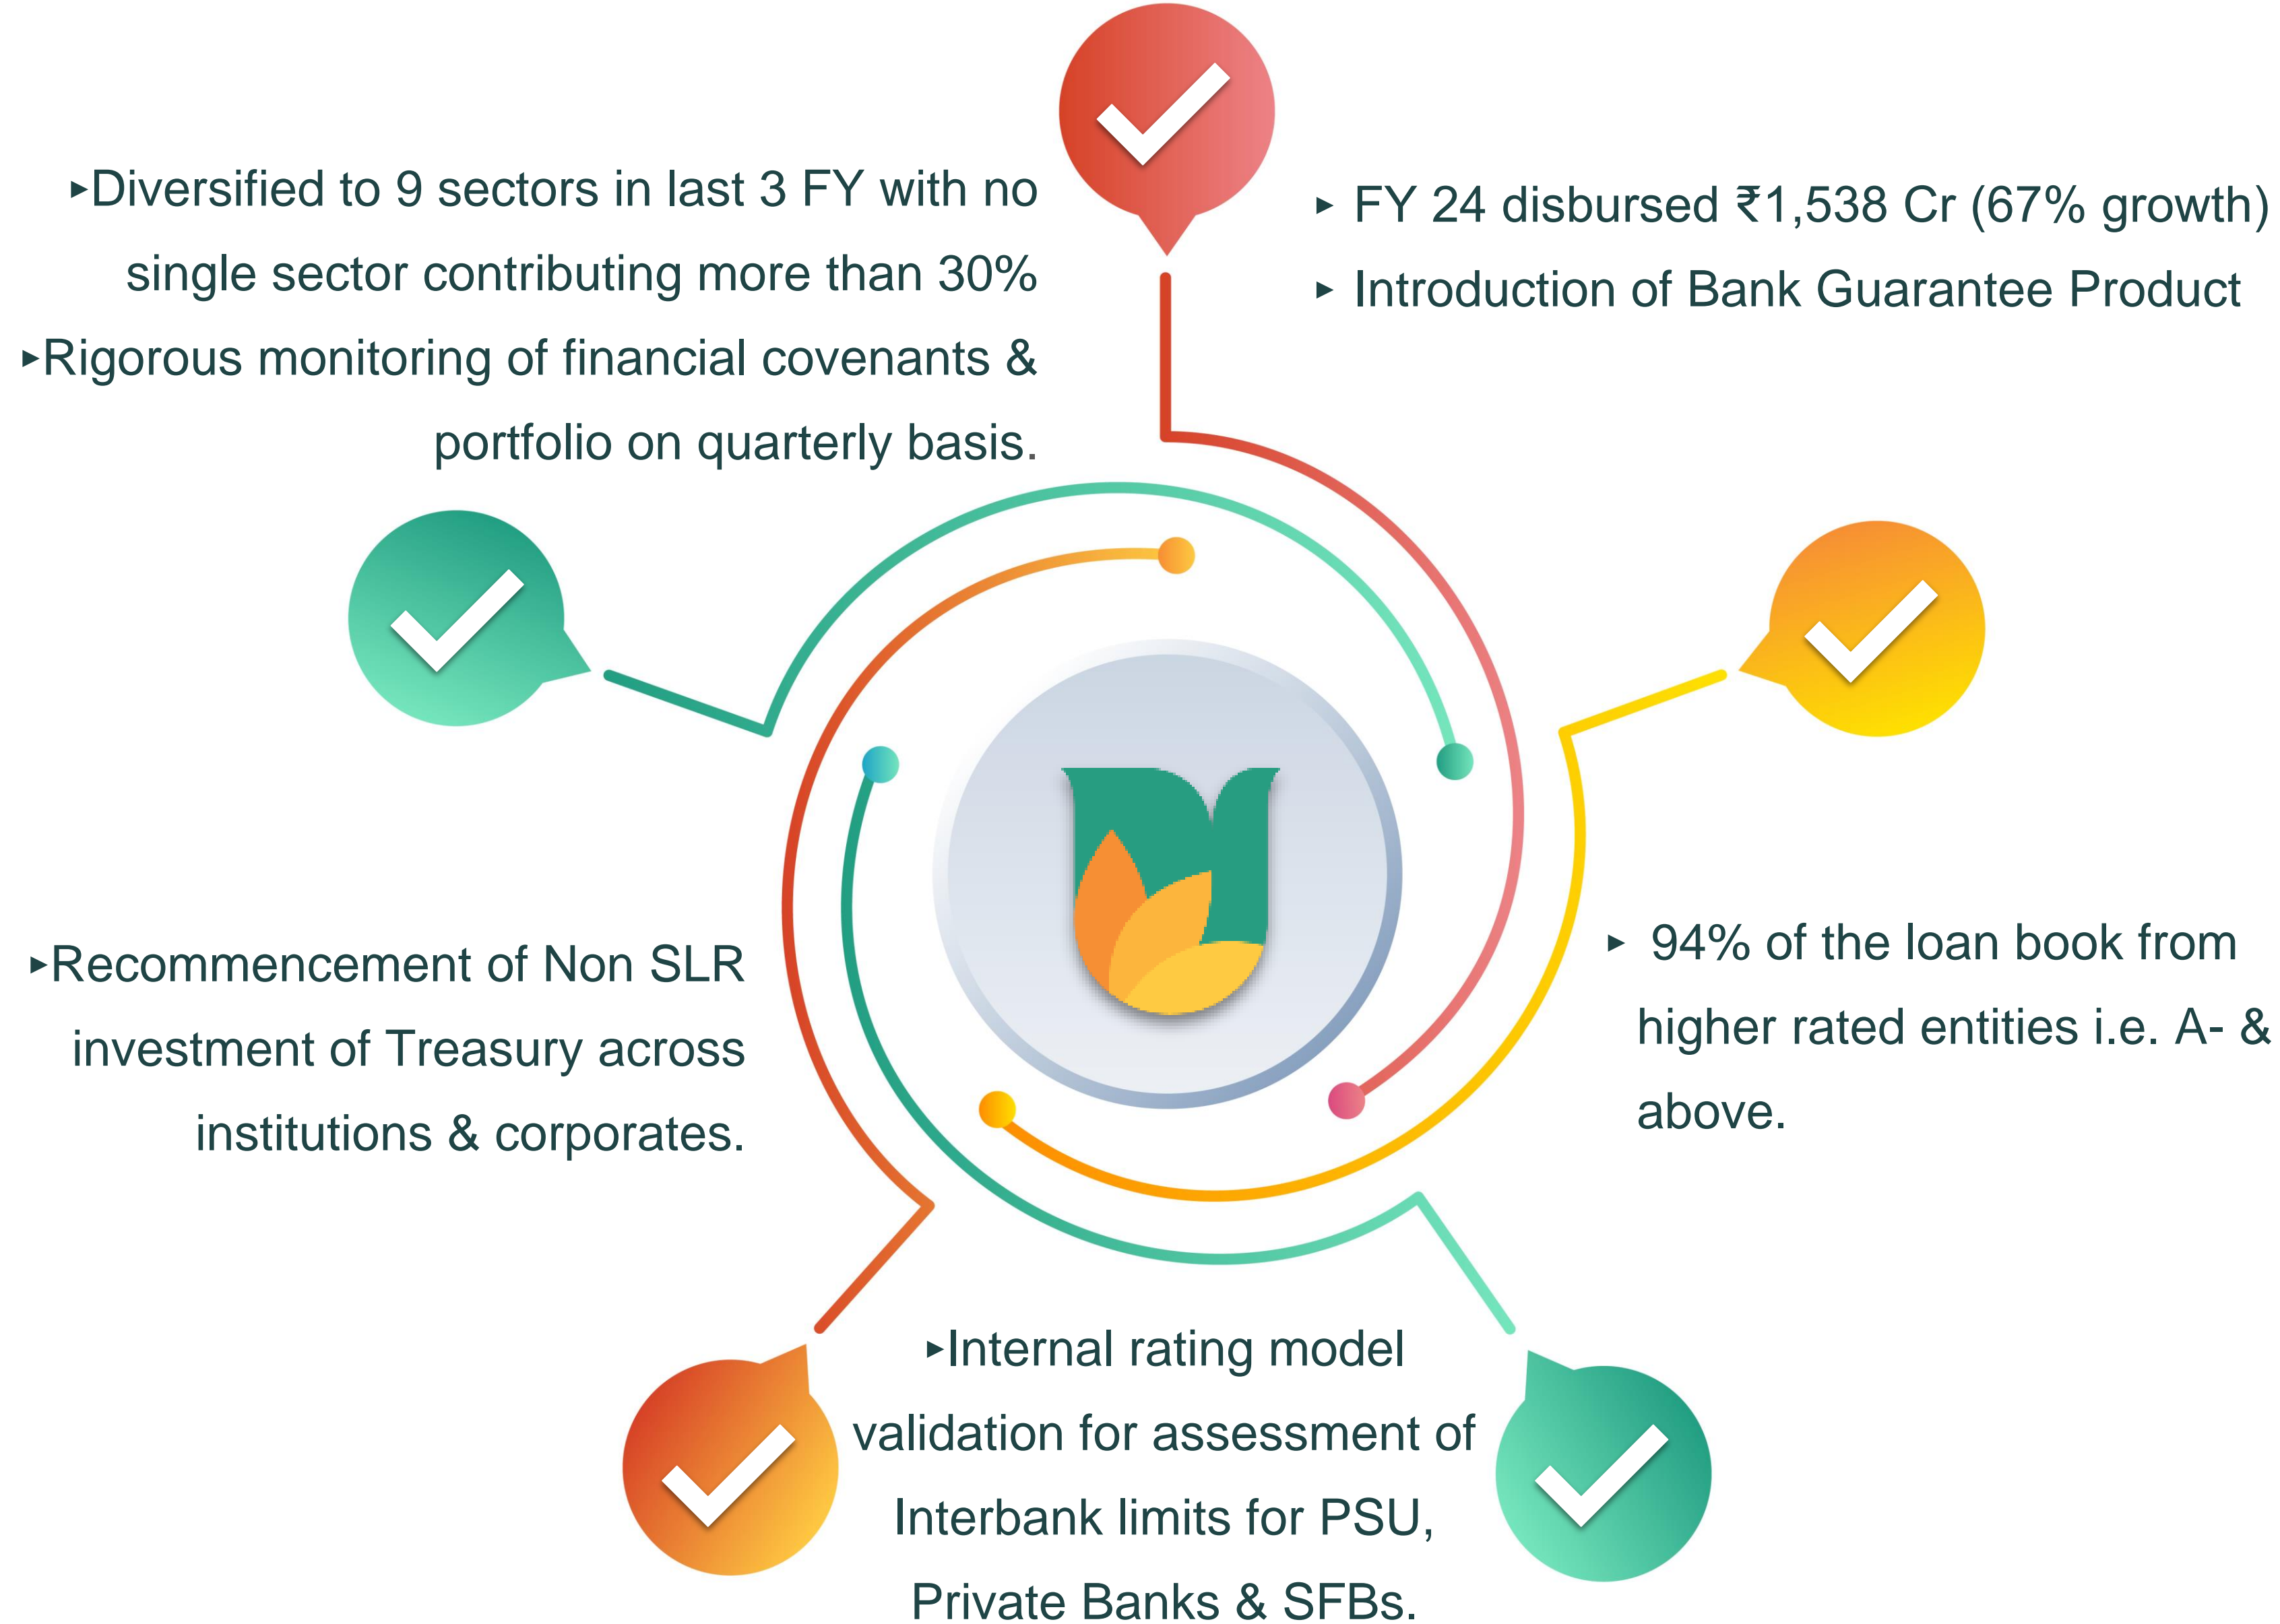 ▸Diversified to 9 sectors in last 3 FY with no
single sector contributing more than 30%
▸Rigorous monitoring of financial covenants &
portfolio on quarterly basis.
▸ FY 24 disbursed ₹1,538 Cr (67% growth)
▸ Introduction of Bank Guarantee Product
▸Recommencement of Non SLR
investment of Treasury across
institutions & corporates.
▸ 94% of the loan book from
higher rated entities i.e. A- &
above.
▸Internal rating model
validation for assessment of
Interbank limits for PSU,
Private Banks & SFBs.